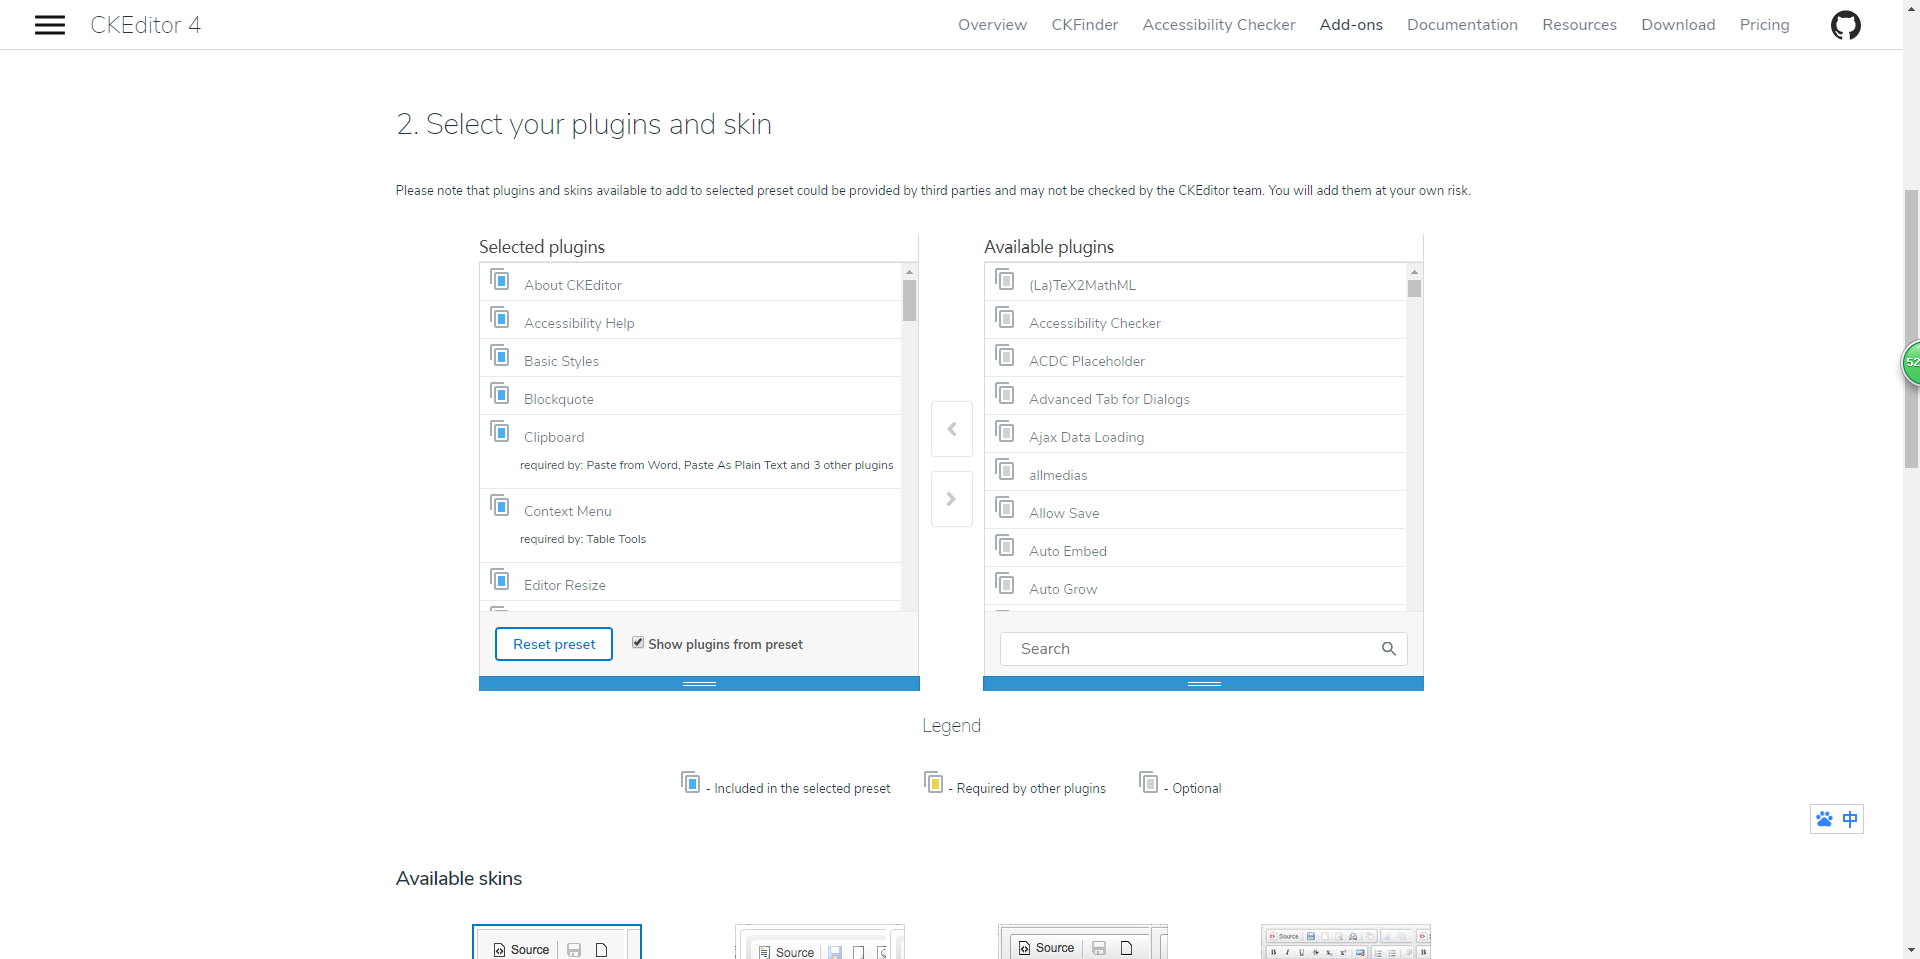 CKEditor 4
Overview CKFinder Accessibility Checker Add-ons Documentation Resources Download Pricing
2. Select your plugins and skin
Please note that plugins and skins available to add to selected preset could be provided by third parties and may not be checked by the CKEditor team. You will add them at your own risk.
Selected plugins
About CKEditor
Accessibility Help
Basic Styles
Blockquote
Clipboard
required by: Paste from Word, Paste As Plain Text and 3 other plugins
Context Menu
required by: Table Tools
Editor Resize
Reset preset
Show plugins from preset
Available plugins
(La)TeX2MathML
Accessibility Checker
ACDC Placeholder
Advanced Tab for Dialogs
Ajax Data Loading
allmedias
Allow Save
Auto Embed
Auto Grow
Search
52
Legend
- Included in the selected preset
- Required by other plugins
- Optional
中
Available skins
Source
Source
Source
Source
B I U S x₂ x² B